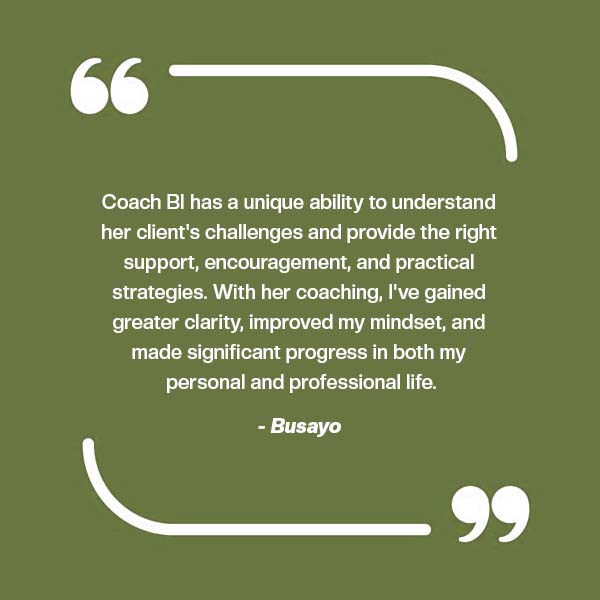 Coach BI has a unique ability to understand
her client's challenges and provide the right
support, encouragement, and practical
strategies. With her coaching, I've gained
greater clarity, improved my mindset, and
made significant progress in both my
personal and professional life.
- Busayo